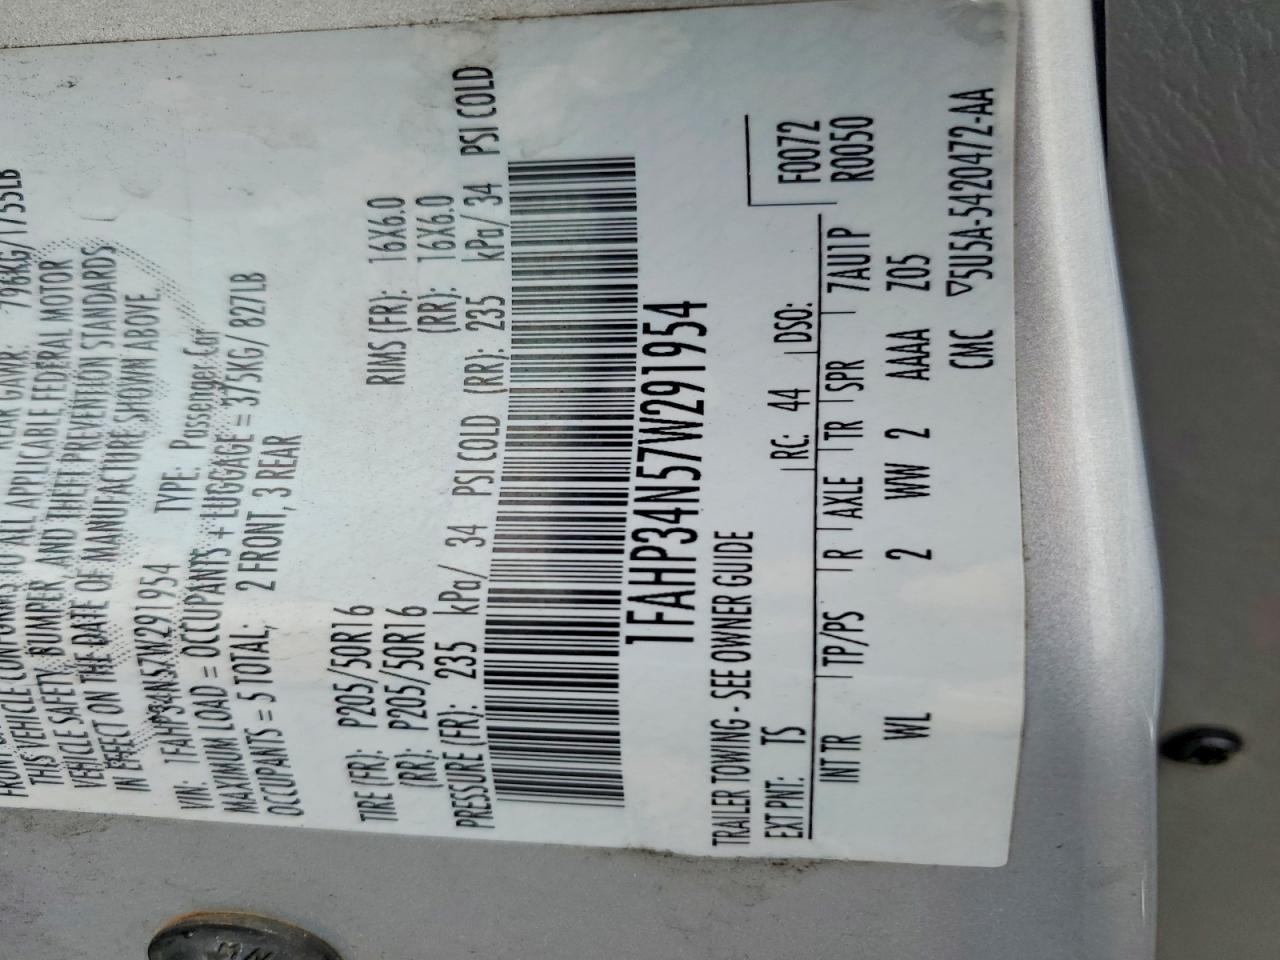 REAR GAWR: 796KG/1755LB
THIS VEHICLE CONFORMS TO ALL APPLICABLE FEDERAL MOTOR
VEHICLE SAFETY, BUMPER, AND THEFT PREVENTION STANDARDS
IN EFFECT ON THE DATE OF MANUFACTURE SHOWN ABOVE.
VIN: 1FAHP34N57W291954 TYPE: Passenger Car
MAXIMUM LOAD = OCCUPANTS + LUGGAGE = 375KG/ 827LB
OCCUPANTS = 5 TOTAL; 2 FRONT, 3 REAR
TIRE (FR): P205/50R16 RIMS (FR): 16X6.0
(RR): P205/50R16 (RR): 16X6.0
PRESSURE (FR): 235 kPa/ 34 PSI COLD (RR): 235 kPa/ 34 PSI COLD
1FAHP34N57W291954
TRAILER TOWING - SEE OWNER GUIDE
EXT PNT: TS RC: 44 DSO: F0072
R0050
INT TR TP/PS R AXLE TR SPR 7AU1P
WL 2 WW 2 AAAA Z05
CMC ▽5U5A-5420472-AA